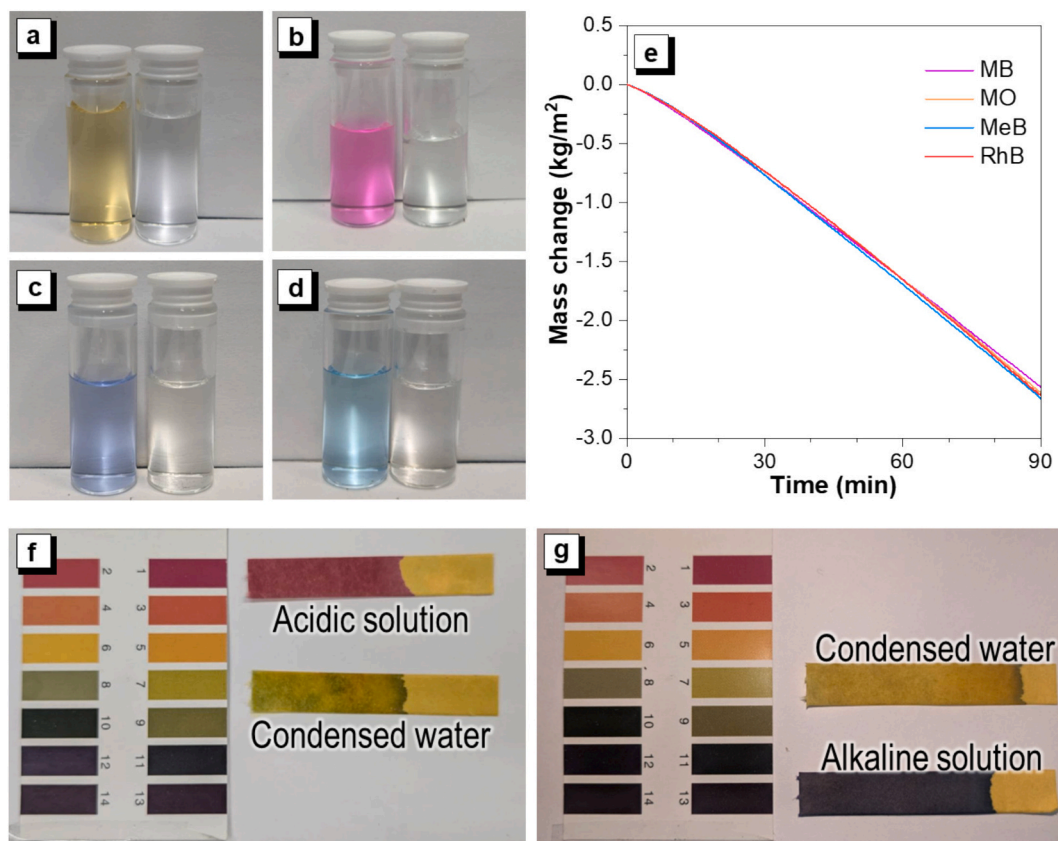 a
b
c
d
e
0.5
0.0
-0.5
-1.0
-1.5
-2.0
-2.5
-3.0
Mass change (kg/m²)
MB
MO
MeB
RhB
0 30 60 90
Time (min)
f
2 1
4 3
6 5
8 7
10 9
12 11
14 13
Acidic solution
Condensed water
g
2 1
4 3
6 5
8 7
10 9
12 11
14 13
Condensed water
Alkaline solution